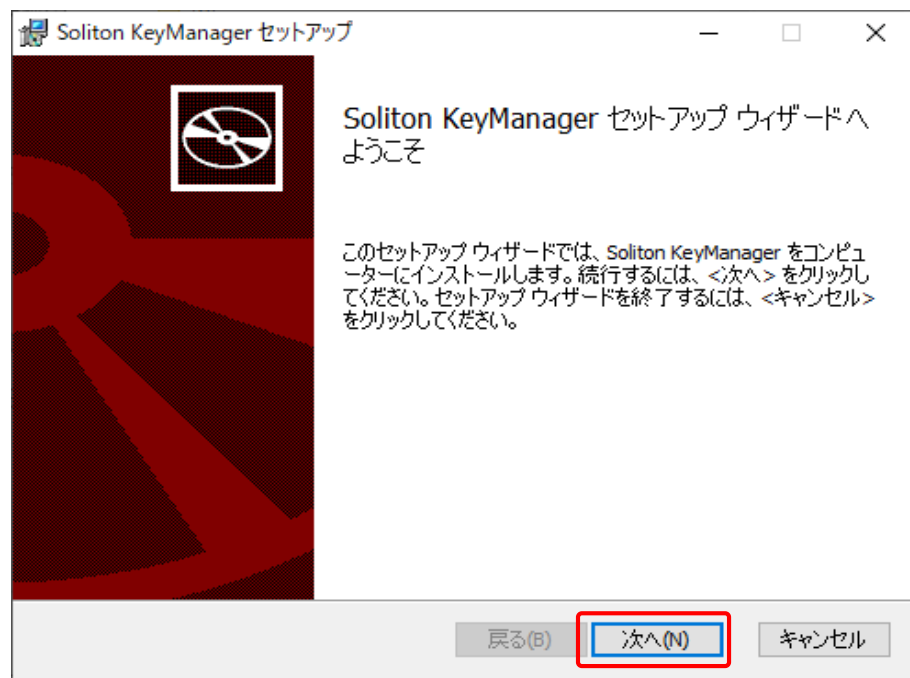 Soliton KeyManager セットアップ
Soliton KeyManager セットアップ ウィザードへ
ようこそ
このセットアップ ウィザードでは、Soliton KeyManager をコンピュ
ーターにインストールします。続行するには、<次へ> をクリックし
てください。セットアップ ウィザードを終了するには、<キャンセル>
をクリックしてください。
戻る(B) 次へ(N) キャンセル